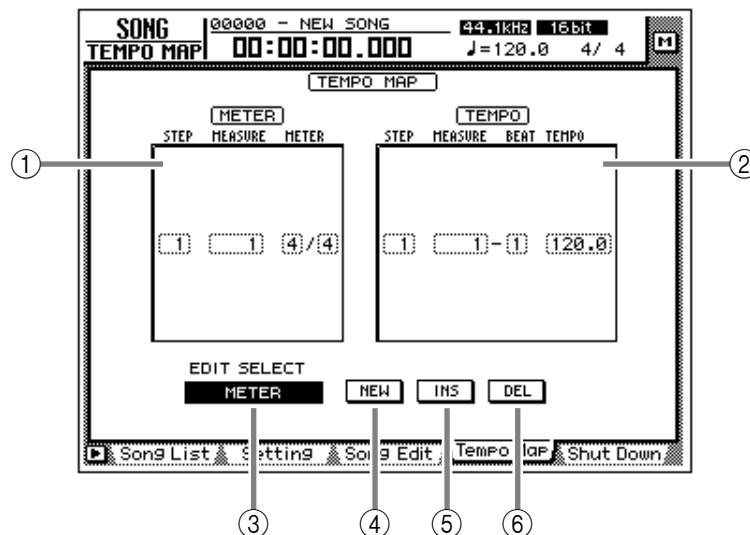 SONG 00000 - NEW SONG 44.1kHz 16bit M
TEMPO MAP 00:00:00.000 ♩=120.0 4/ 4
TEMPO MAP
METER TEMPO
STEP MEASURE METER STEP MEASURE BEAT TEMPO
① ②
1 1 4/4 1 1-1 120.0
EDIT SELECT
METER NEW INS DEL
Song List Setting Song Edit Tempo Map Shut Down
③ ④ ⑤ ⑥